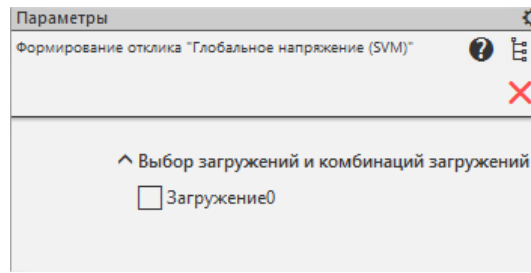 Параметры
Формирование отклика "Глобальное напряжение (SVM)"
Выбор загружений и комбинаций загружений
Загружение0